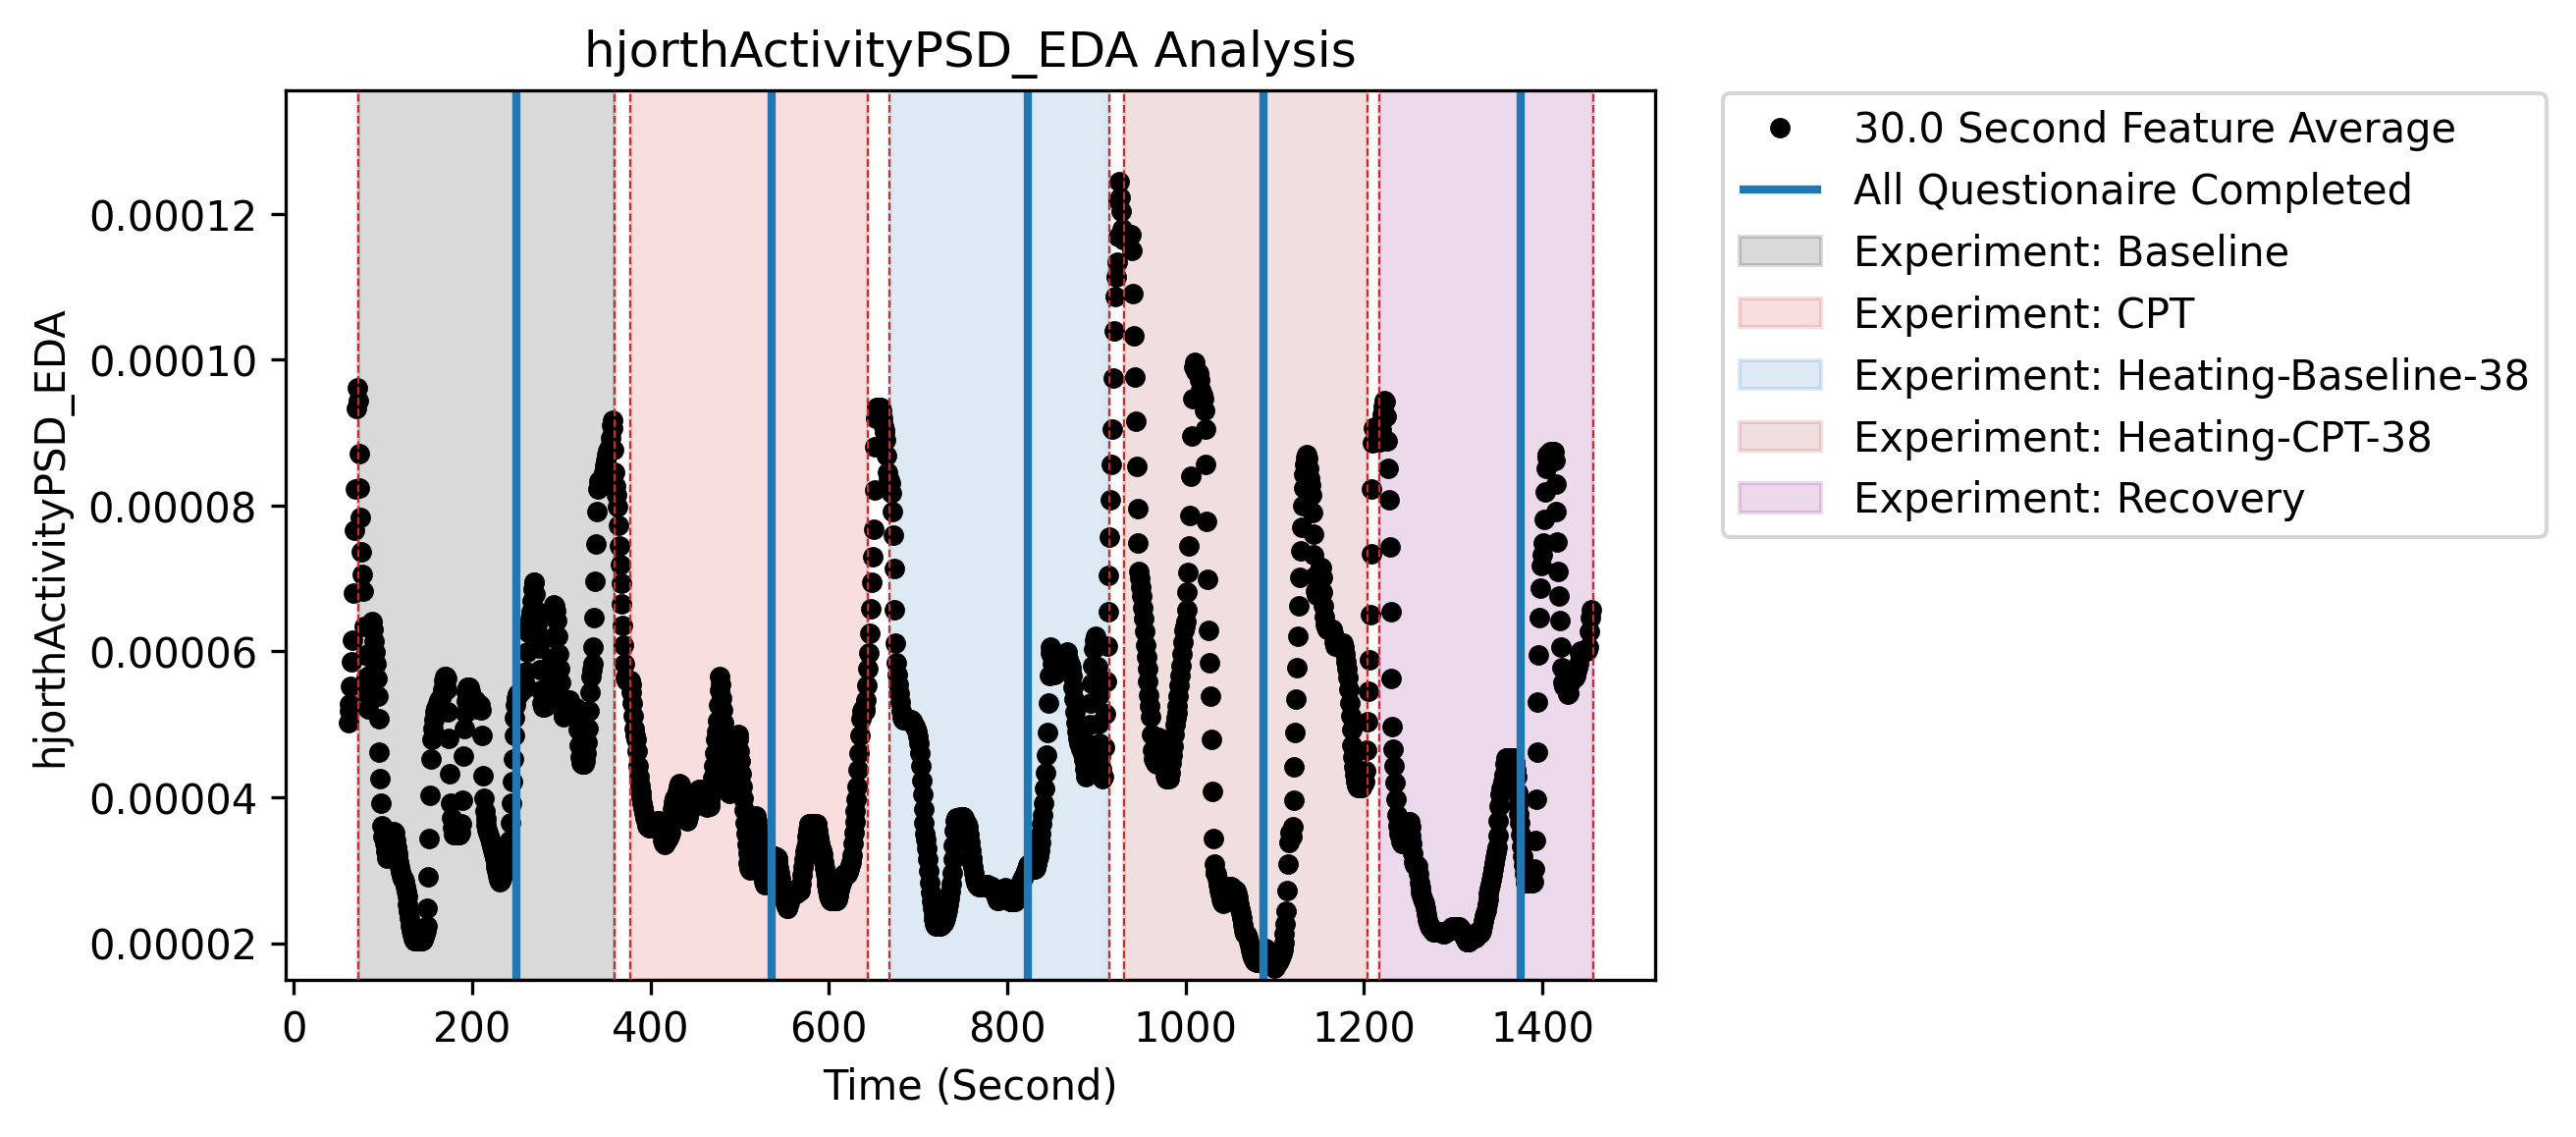 hjorthActivityPSD_EDA Analysis
hjorthActivityPSD_EDA
0.00012
0.00010
0.00008
0.00006
0.00004
0.00002
0 200 400 600 800 1000 1200 1400
Time (Second)
30.0 Second Feature Average
All Questionaire Completed
Experiment: Baseline
Experiment: CPT
Experiment: Heating-Baseline-38
Experiment: Heating-CPT-38
Experiment: Recovery